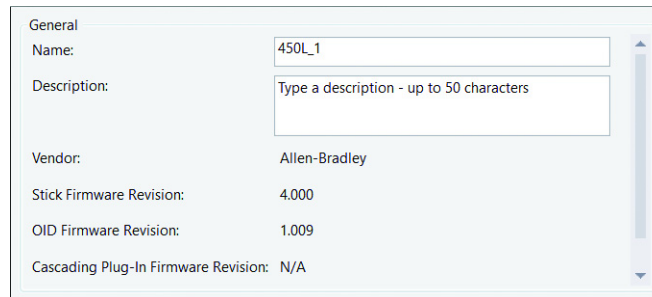 General
Name: 450L_1
Description: Type a description - up to 50 characters
Vendor: Allen-Bradley
Stick Firmware Revision: 4.000
OID Firmware Revision: 1.009
Cascading Plug-In Firmware Revision: N/A